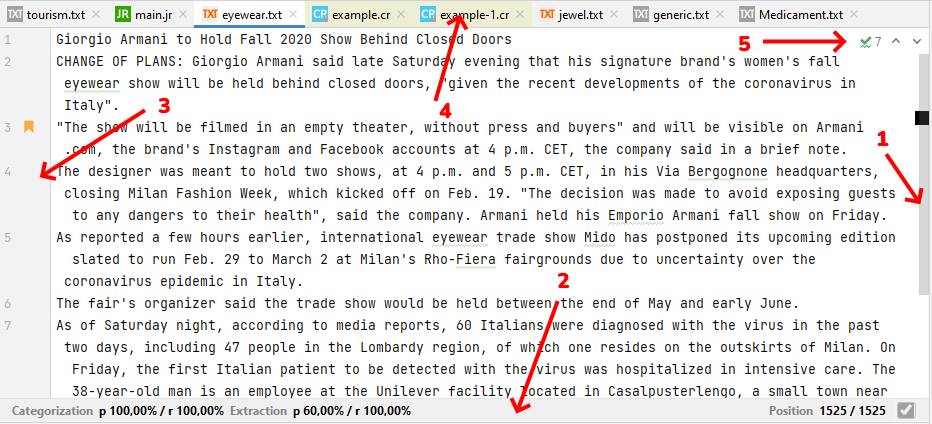 TXT tourism.txt JR main.jr TXT eyewear.txt CP example.cr CP example-1.cr TXT jewel.txt TXT generic.txt TXT Medicament.txt
1 Giorgio Armani to Hold Fall 2020 Show Behind Closed Doors 5 7
2 CHANGE OF PLANS: Giorgio Armani said late Saturday evening that his signature brand's women's fall
eyewear show will be held behind closed doors, "given the recent developments of the coronavirus in
Italy". 3 4
3 "The show will be filmed in an empty theater, without press and buyers" and will be visible on Armani
.com, the brand's Instagram and Facebook accounts at 4 p.m. CET, the company said in a brief note. 1
4 The designer was meant to hold two shows, at 4 p.m. and 5 p.m. CET, in his Via Bergognone headquarters,
closing Milan Fashion Week, which kicked off on Feb. 19. "The decision was made to avoid exposing guests
to any dangers to their health", said the company. Armani held his Emporio Armani fall show on Friday.
5 As reported a few hours earlier, international eyewear trade show Mido has postponed its upcoming edition
slated to run Feb. 29 to March 2 at Milan's Rho-Fiera fairgrounds due to uncertainty over the
coronavirus epidemic in Italy. 2
6 The fair's organizer said the trade show would be held between the end of May and early June.
7 As of Saturday night, according to media reports, 60 Italians were diagnosed with the virus in the past
two days, including 47 people in the Lombardy region, of which one resides on the outskirts of Milan. On
Friday, the first Italian patient to be detected with the virus was hospitalized in intensive care. The
38-year-old man is an employee at the Unilever facility located in Casalpusterlengo, a small town near
Categorization p 100,00% / r 100,00% Extraction p 60,00% / r 100,00% Position 1525 / 1525